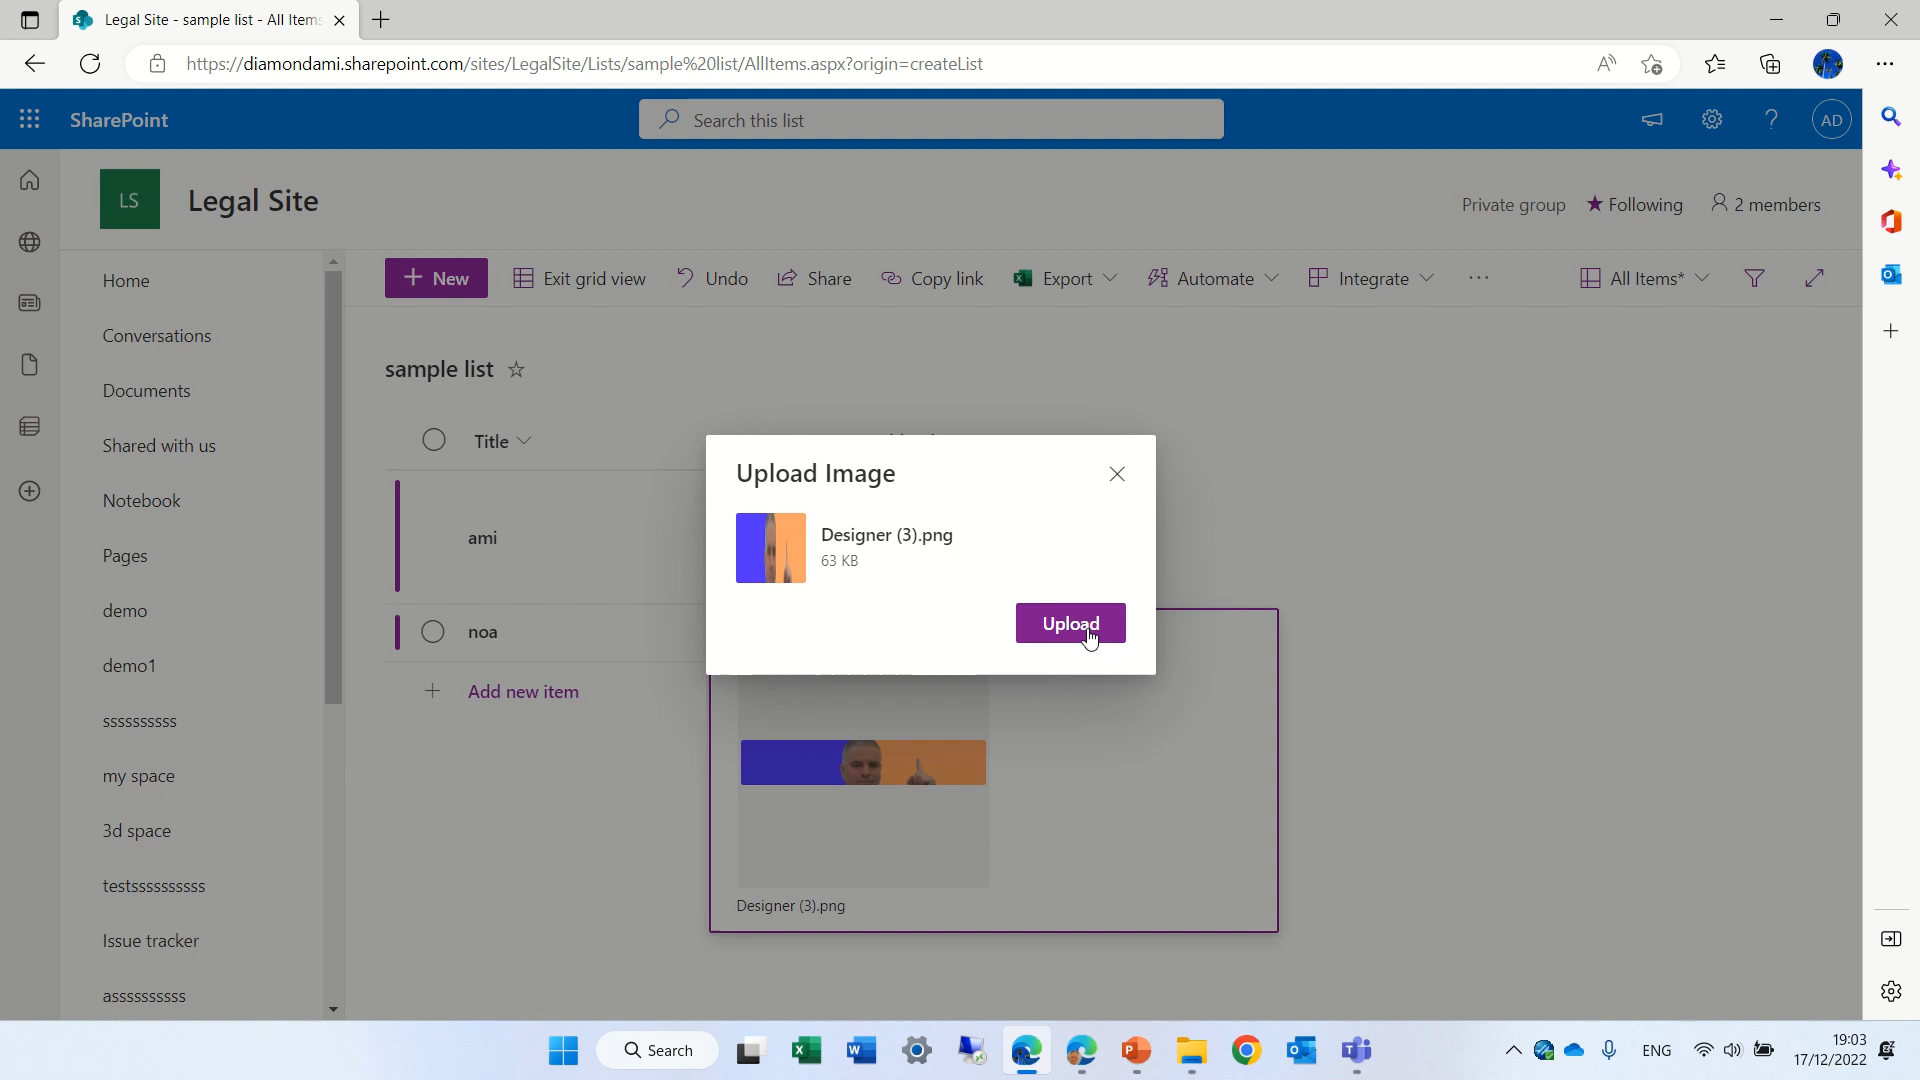 Legal Site - sample list - All Items
https://diamondami.sharepoint.com/sites/LegalSite/Lists/sample%20list/AllItems.aspx?origin=createList
SharePoint
Search this list
AD
LS
Legal Site
Private group
Following
2 members
Home
Conversations
Documents
Shared with us
Notebook
Pages
demo
demo1
ssssssssss
my space
3d space
testssssssssss
Issue tracker
asssssssssss
New
Exit grid view
Undo
Share
Copy link
Export
Automate
Integrate
All Items*
sample list
Title
ami
noa
Add new item
Upload Image
Designer (3).png
63 KB
Upload
Designer (3).png
Search
ENG
19:03
17/12/2022